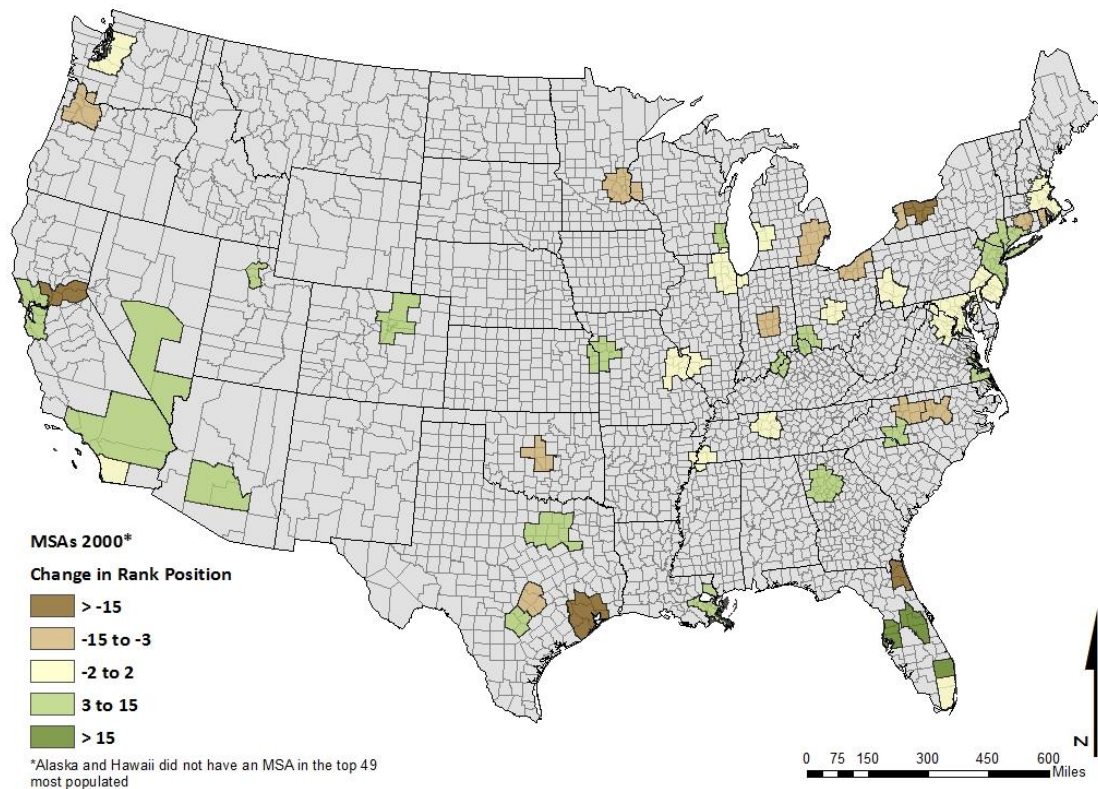 MSAs 2000*
Change in Rank Position
> -15
-15 to -3
-2 to 2
3 to 15
> 15
*Alaska and Hawaii did not have an MSA in the top 49
most populated
N
0 75 150 300 450 600
Miles